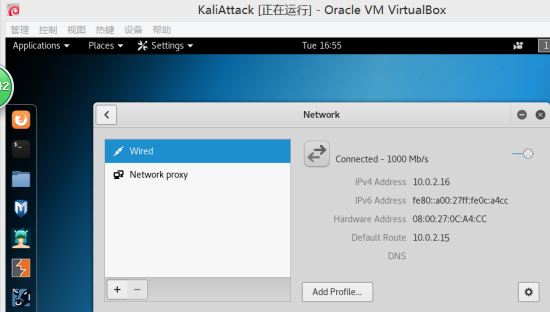 KaliAttack [正在运行] - Oracle VM VirtualBox
管理 控制 视图 热键 设备 帮助
Applications Places Settings Tue 16:55 1
42
Network
Wired
Network proxy
Connected - 1000 Mb/s
IPv4 Address 10.0.2.16
IPv6 Address fe80::a00:27ff:fe0c:a4cc
Hardware Address 08:00:27:0C:A4:CC
Default Route 10.0.2.15
DNS
+ −
Add Profile...